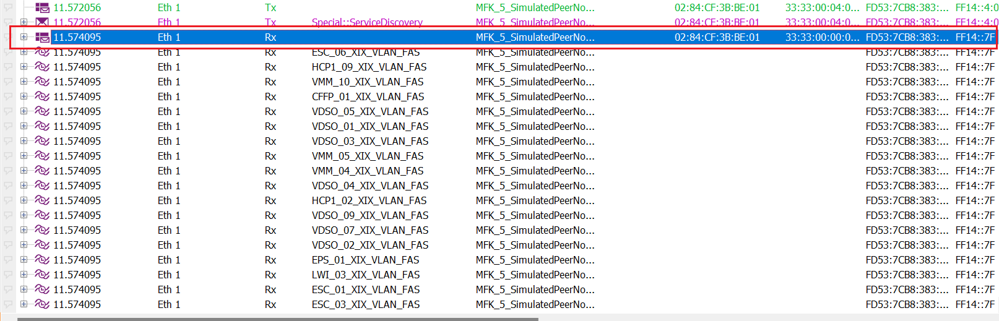 11.572056 Eth 1 Tx MFK_5_SimulatedPeerNo... 02:84:CF:3B:BE:01 33:33:00:04:0... FD53:7CB8:383:... FF14::4:0
11.572056 Eth 1 Tx Special::ServiceDiscovery MFK_5_SimulatedPeerNo... 02:84:CF:3B:BE:01 33:33:00:04:0... FD53:7CB8:383:... FF14::4:0
11.574095 Eth 1 Rx MFK_5_SimulatedPeerNo... 02:84:CF:3B:BE:01 33:33:00:00:0... FD53:7CB8:383:... FF14::7F
11.574095 Eth 1 Rx ESC_06_XIX_VLAN_FAS MFK_5_SimulatedPeerNo... FD53:7CB8:383:... FF14::7F
11.574095 Eth 1 Rx HCP1_09_XIX_VLAN_FAS MFK_5_SimulatedPeerNo... FD53:7CB8:383:... FF14::7F
11.574095 Eth 1 Rx VMM_10_XIX_VLAN_FAS MFK_5_SimulatedPeerNo... FD53:7CB8:383:... FF14::7F
11.574095 Eth 1 Rx CFFP_01_XIX_VLAN_FAS MFK_5_SimulatedPeerNo... FD53:7CB8:383:... FF14::7F
11.574095 Eth 1 Rx VDSO_05_XIX_VLAN_FAS MFK_5_SimulatedPeerNo... FD53:7CB8:383:... FF14::7F
11.574095 Eth 1 Rx VDSO_01_XIX_VLAN_FAS MFK_5_SimulatedPeerNo... FD53:7CB8:383:... FF14::7F
11.574095 Eth 1 Rx VDSO_03_XIX_VLAN_FAS MFK_5_SimulatedPeerNo... FD53:7CB8:383:... FF14::7F
11.574095 Eth 1 Rx VMM_05_XIX_VLAN_FAS MFK_5_SimulatedPeerNo... FD53:7CB8:383:... FF14::7F
11.574095 Eth 1 Rx VMM_04_XIX_VLAN_FAS MFK_5_SimulatedPeerNo... FD53:7CB8:383:... FF14::7F
11.574095 Eth 1 Rx VDSO_04_XIX_VLAN_FAS MFK_5_SimulatedPeerNo... FD53:7CB8:383:... FF14::7F
11.574095 Eth 1 Rx HCP1_02_XIX_VLAN_FAS MFK_5_SimulatedPeerNo... FD53:7CB8:383:... FF14::7F
11.574095 Eth 1 Rx VDSO_09_XIX_VLAN_FAS MFK_5_SimulatedPeerNo... FD53:7CB8:383:... FF14::7F
11.574095 Eth 1 Rx VDSO_07_XIX_VLAN_FAS MFK_5_SimulatedPeerNo... FD53:7CB8:383:... FF14::7F
11.574095 Eth 1 Rx VDSO_02_XIX_VLAN_FAS MFK_5_SimulatedPeerNo... FD53:7CB8:383:... FF14::7F
11.574095 Eth 1 Rx EPS_01_XIX_VLAN_FAS MFK_5_SimulatedPeerNo... FD53:7CB8:383:... FF14::7F
11.574095 Eth 1 Rx LWI_03_XIX_VLAN_FAS MFK_5_SimulatedPeerNo... FD53:7CB8:383:... FF14::7F
11.574095 Eth 1 Rx ESC_01_XIX_VLAN_FAS MFK_5_SimulatedPeerNo... FD53:7CB8:383:... FF14::7F
11.574095 Eth 1 Rx ESC_03_XIX_VLAN_FAS MFK_5_SimulatedPeerNo... FD53:7CB8:383:... FF14::7F